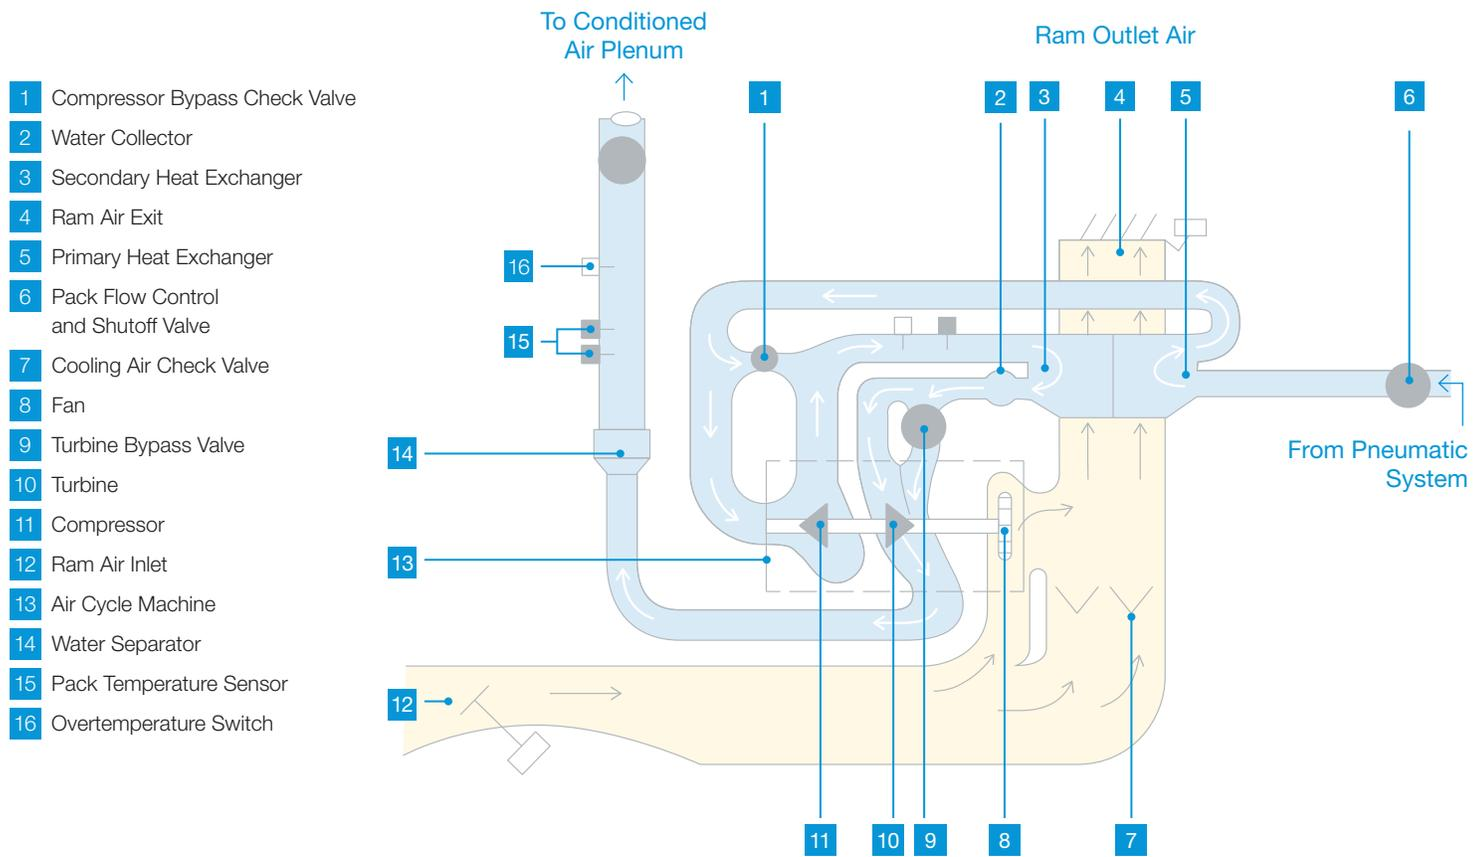 To Conditioned
Air Plenum
Ram Outlet Air
1 Compressor Bypass Check Valve
2 Water Collector
3 Secondary Heat Exchanger
4 Ram Air Exit
5 Primary Heat Exchanger
6 Pack Flow Control
and Shutoff Valve
7 Cooling Air Check Valve
8 Fan
9 Turbine Bypass Valve
10 Turbine
11 Compressor
12 Ram Air Inlet
13 Air Cycle Machine
14 Water Separator
15 Pack Temperature Sensor
16 Overtemperature Switch
1 2 3 4 5 6
16
15
14
From Pneumatic
System
13
12
11 10 9 8 7